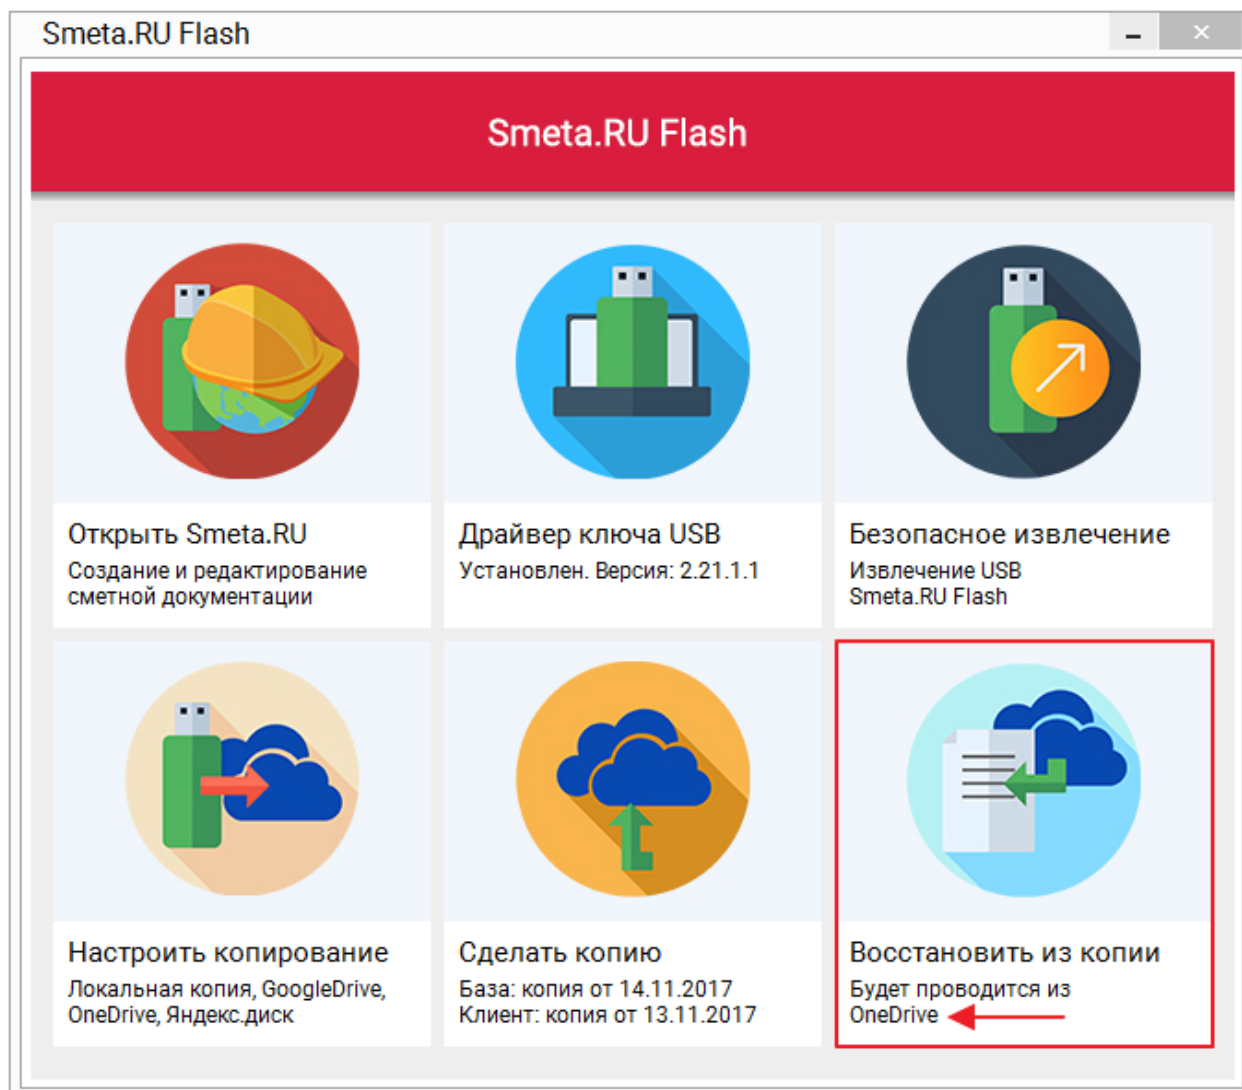 Smeta.RU Flash
Smeta.RU Flash
Открыть Smeta.RU
Создание и редактирование
сметной документации
Драйвер ключа USB
Установлен. Версия: 2.21.1.1
Безопасное извлечение
Извлечение USB
Smeta.RU Flash
Настроить копирование
Локальная копия, GoogleDrive,
OneDrive, Яндекс.диск
Сделать копию
База: копия от 14.11.2017
Клиент: копия от 13.11.2017
Восстановить из копии
Будет проводится из
OneDrive